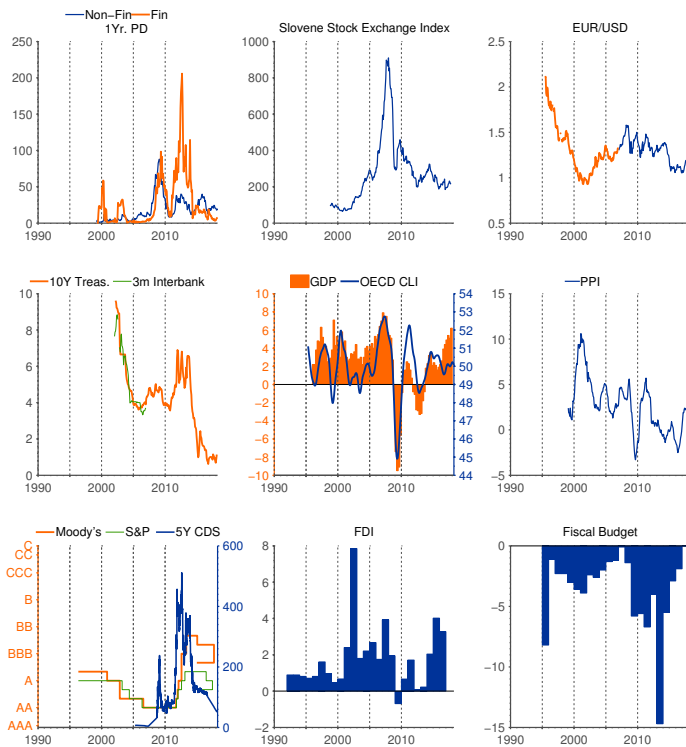 Non−Fin Fin
1Yr. PD
250
200
150
100
50
0
1990 2000 2010
Slovene Stock Exchange Index
1000
800
600
400
200
0
1990 2000 2010
EUR/USD
2.5
2
1.5
1
0.5
0
1990 2000 2010
10Y Treas. 3m Interbank
10
8
6
4
2
0
1990 2000 2010
GDP OECD CLI
10
8
6
4
2
0
−2
−4
−6
−8
−10
54
53
52
51
50
49
48
47
46
45
44
1990 2000 2010
PPI
15
10
5
0
−5
1990 2000 2010
Moody's S&P 5Y CDS
C
CC
CCC
B
BB
BBB
A
AA
AAA
600
400
200
0
1990 2000 2010
FDI
8
6
4
2
0
−2
1990 2000 2010
Fiscal Budget
0
−5
−10
−15
1990 2000 2010